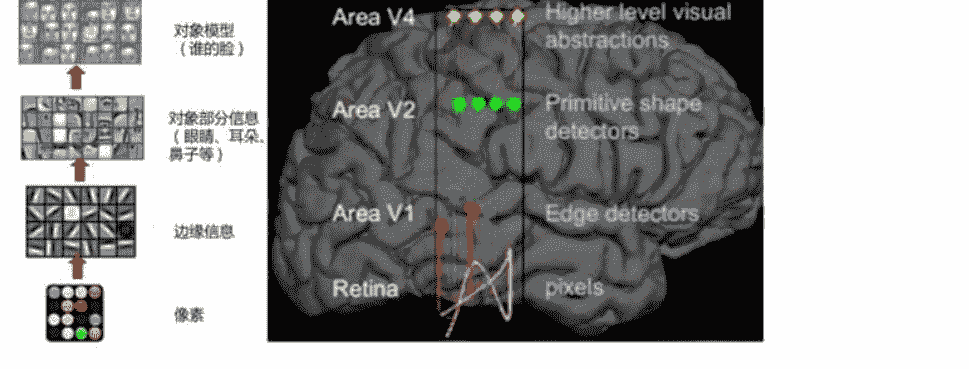 对象模型
（谁的脸）
对象部分信息
（眼睛、耳朵、
鼻子等）
边缘信息
像素
Area V4
Higher level visual
abstractions
Area V2
Primitive shape
detectors
Area V1
Edge detectors
Retina
pixels